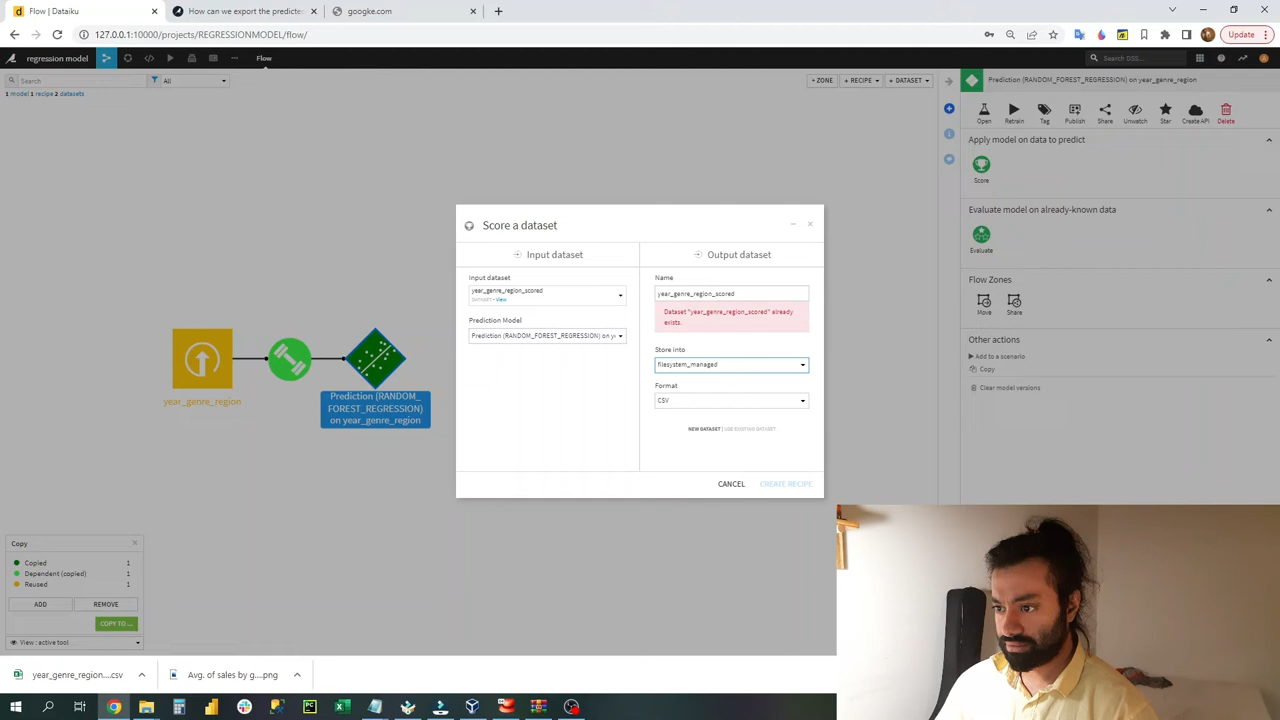 Flow | Dataiku
How can we export the predicte
googke.com
127.0.0.1:10000/projects/REGRESSIONMODEL/flow/
Update
regression model
Flow
Search DSS...
Search
All
+ ZONE
+ RECIPE
+ DATASET
1 model 1 recipe 2 datasets
Prediction (RANDOM_FOREST_REGRESSION) on year_genre_region
Open
Retrain
Tag
Publish
Share
Unwatch
Star
Create API
Delete
Apply model on data to predict
Score
Evaluate model on already-known data
Evaluate
Flow Zones
Move
Share
Other actions
Add to a scenario
Copy
Clear model versions
Score a dataset
Input dataset
Output dataset
Input dataset
year_genre_region_scored
DATASET - View
Prediction Model
Prediction (RANDOM_FOREST_REGRESSION) on y
Name
year_genre_region_scored
Dataset "year_genre_region_scored" already
exists.
Store into
filesystem_managed
Format
CSV
NEW DATASET | USE EXISTING DATASET
CANCEL
CREATE RECIPE
year_genre_region
Prediction (RANDOM_
FOREST_REGRESSION)
on year_genre_region
Copy
Copied 1
Dependent (copied) 1
Reused 1
ADD
REMOVE
COPY TO ...
View : active tool
year_genre_region....csv
Avg. of sales by g....png